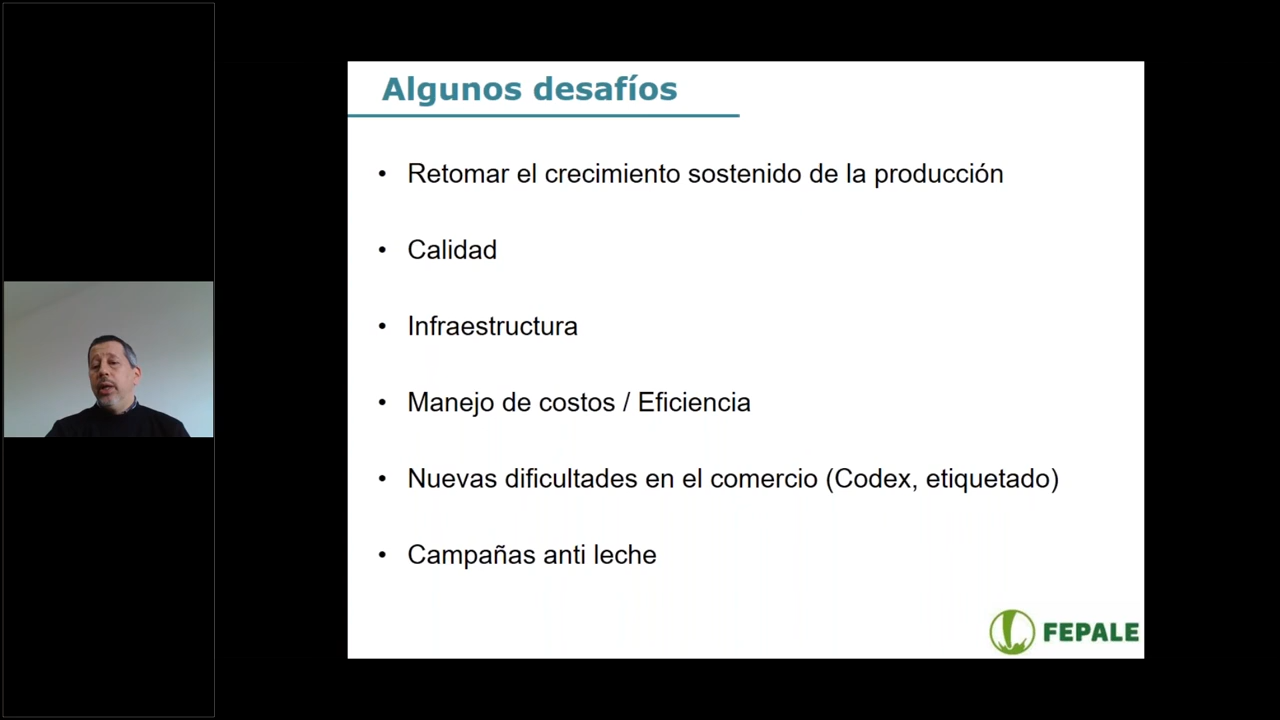 Algunos desafíos
• Retomar el crecimiento sostenido de la producción
• Calidad
• Infraestructura
• Manejo de costos / Eficiencia
• Nuevas dificultades en el comercio (Codex, etiquetado)
• Campañas anti leche
FEPALE